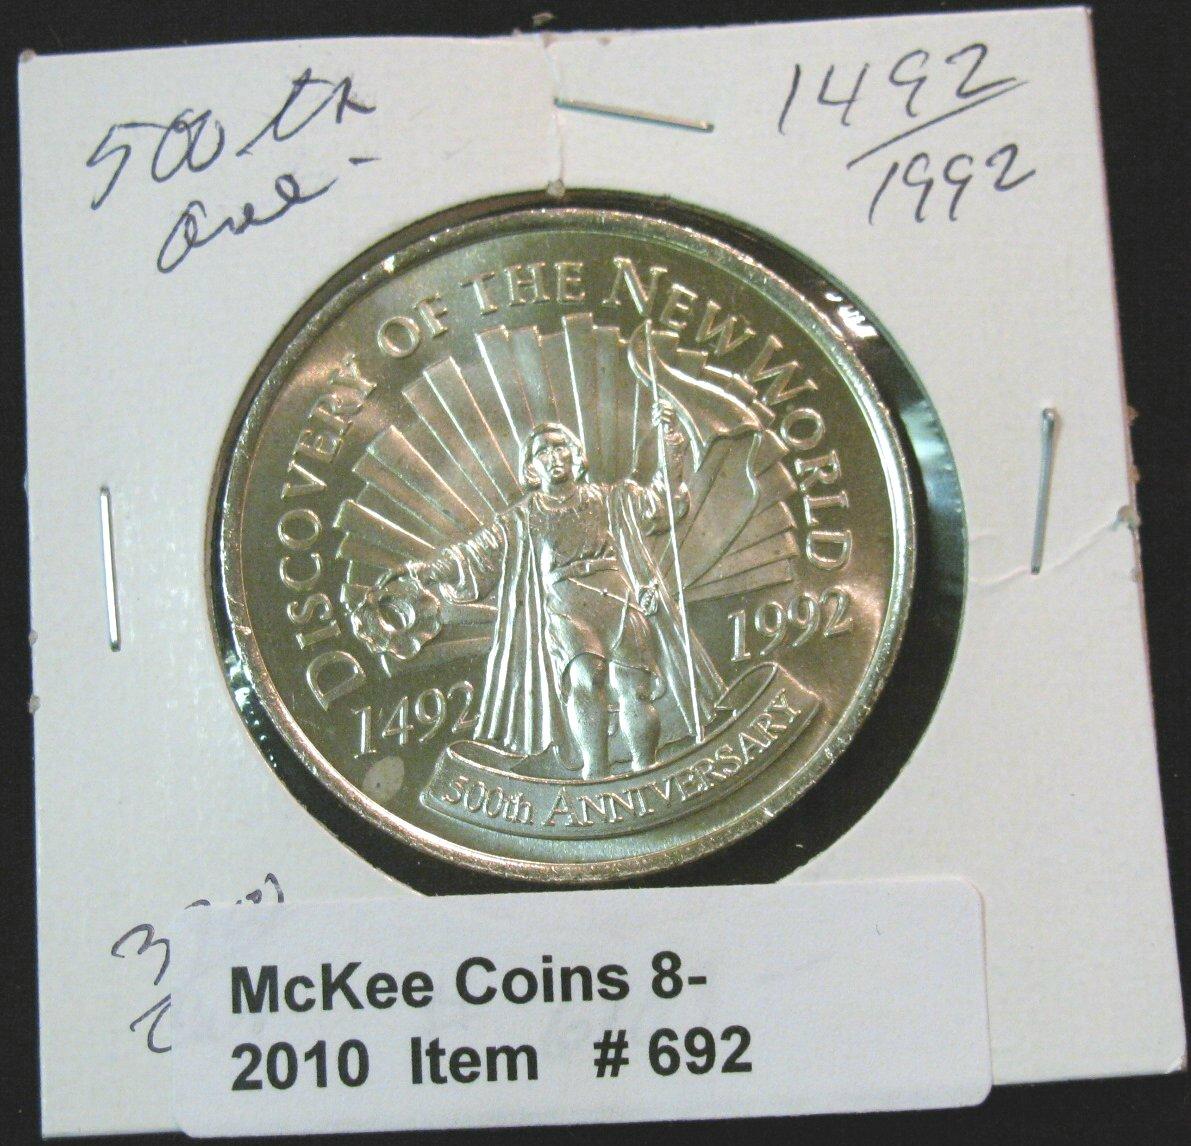 500th
1492
1992
DISCOVERY OF THE NEW WORLD
1492
1992
500th ANNIVERSARY
McKee Coins 8-
2010 Item # 692